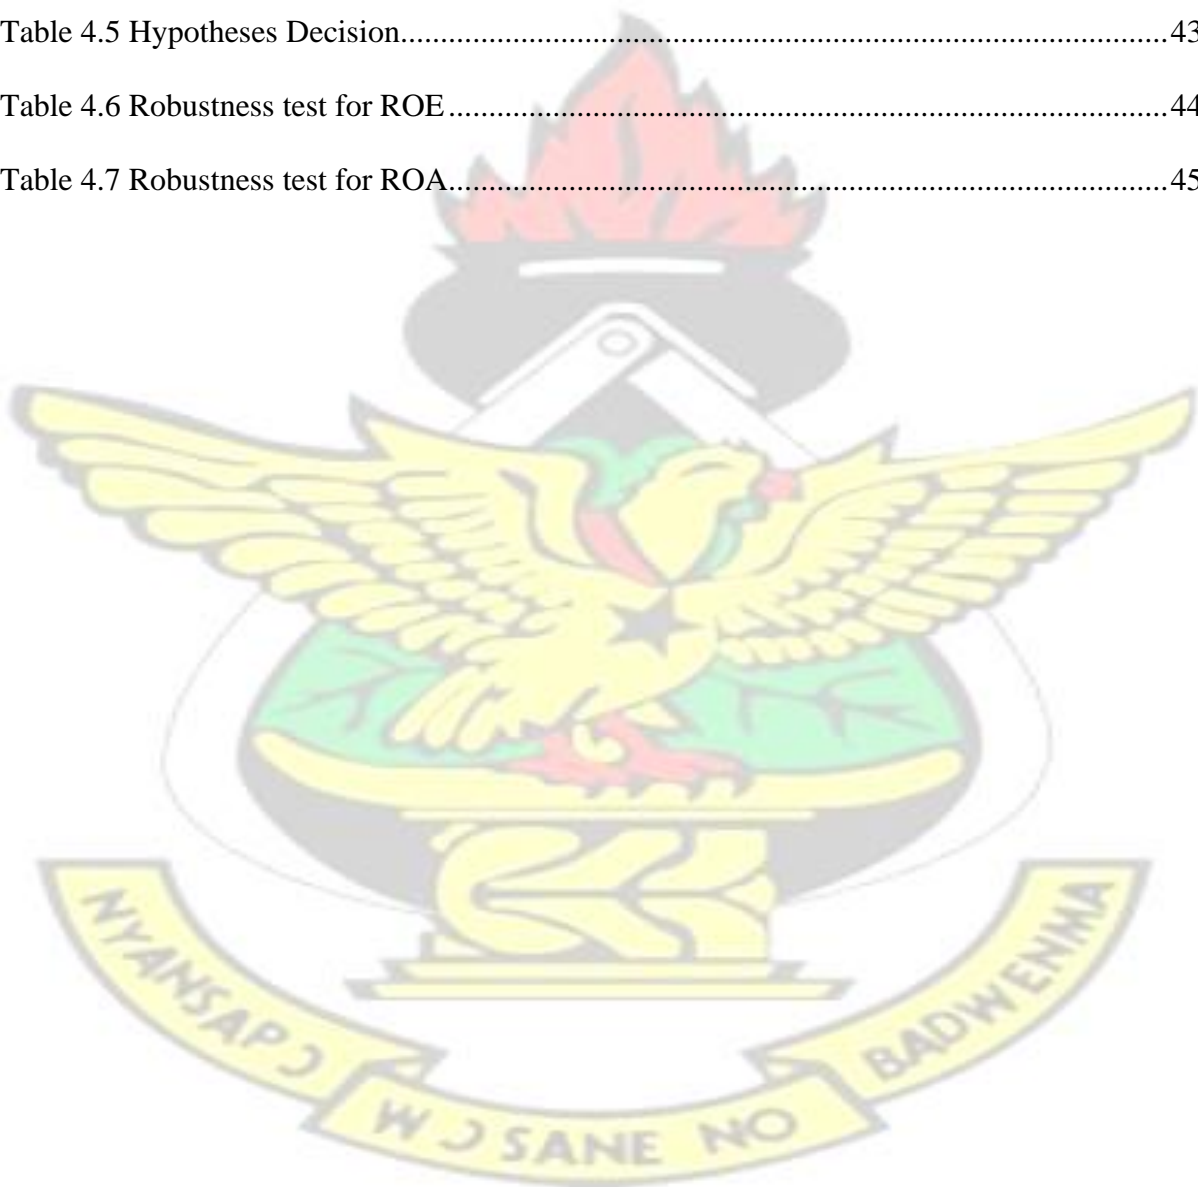 Table 4.5 Hypotheses Decision.......................................................................................43
Table 4.6 Robustness test for ROE..................................................................................44
Table 4.7 Robustness test for ROA..................................................................................45
NYANSAPƆ
WƆSANE NO
BADWENMA